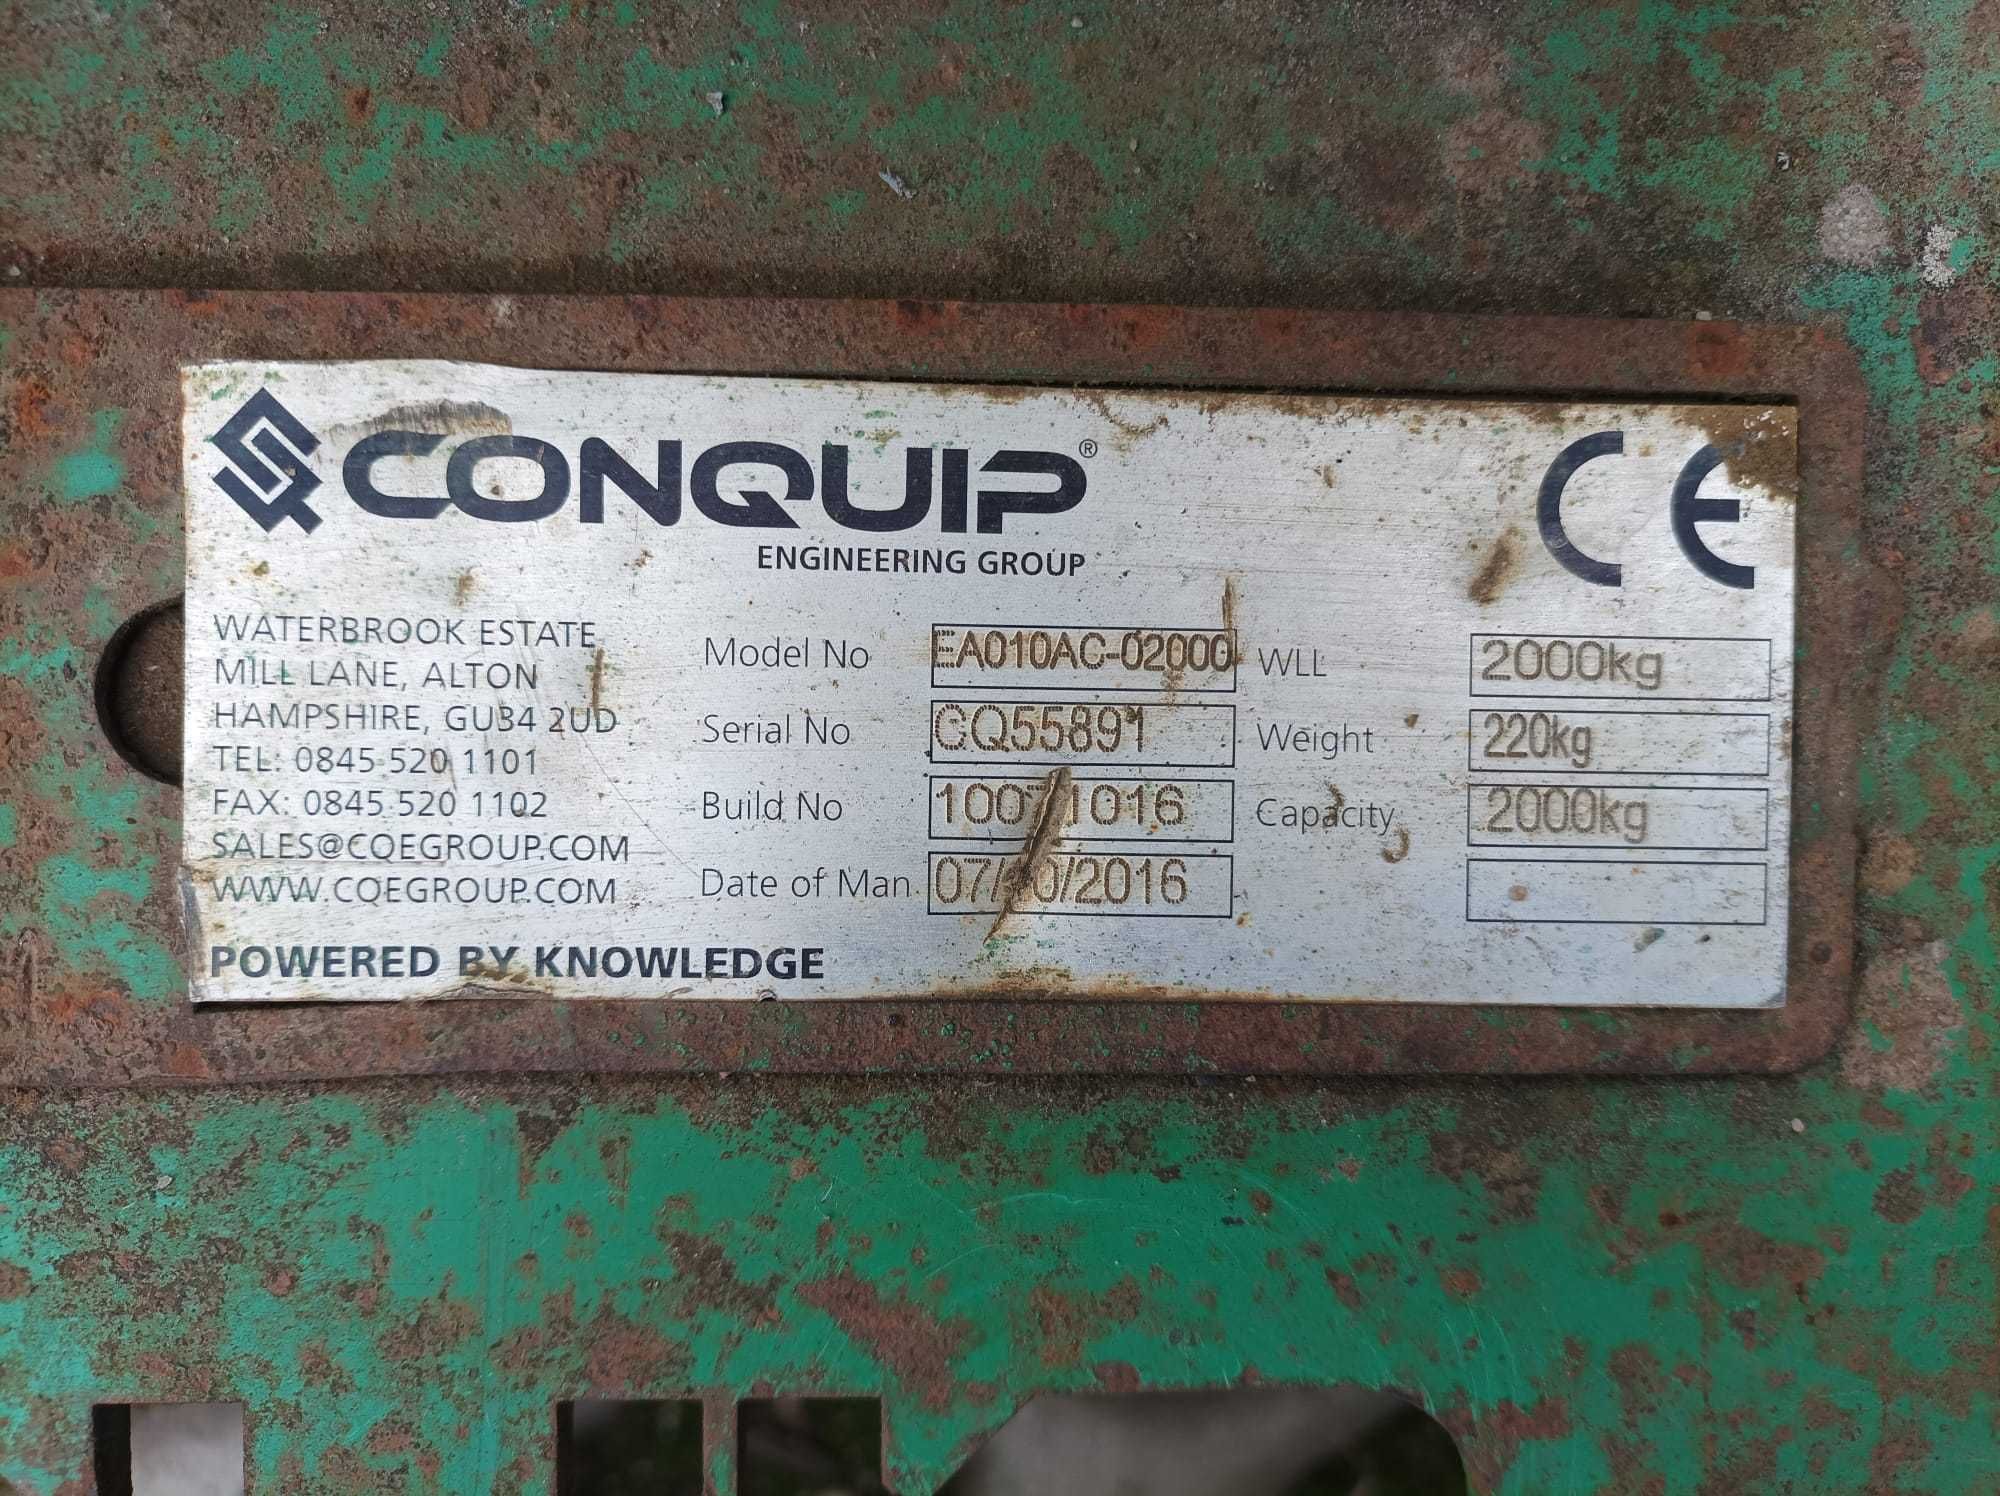 CONQUIP®
ENGINEERING GROUP
CE
WATERBROOK ESTATE
MILL LANE, ALTON
HAMPSHIRE, GU34 2UD
TEL: 0845 520 1101
FAX: 0845 520 1102
SALES@CQEGROUP.COM
WWW.CQEGROUP.COM
POWERED BY KNOWLEDGE
Model No EA010AC-02000
Serial No CQ55891
Build No
Date of Man
WLL 2000kg
Weight 220kg
Capacity 2000kg